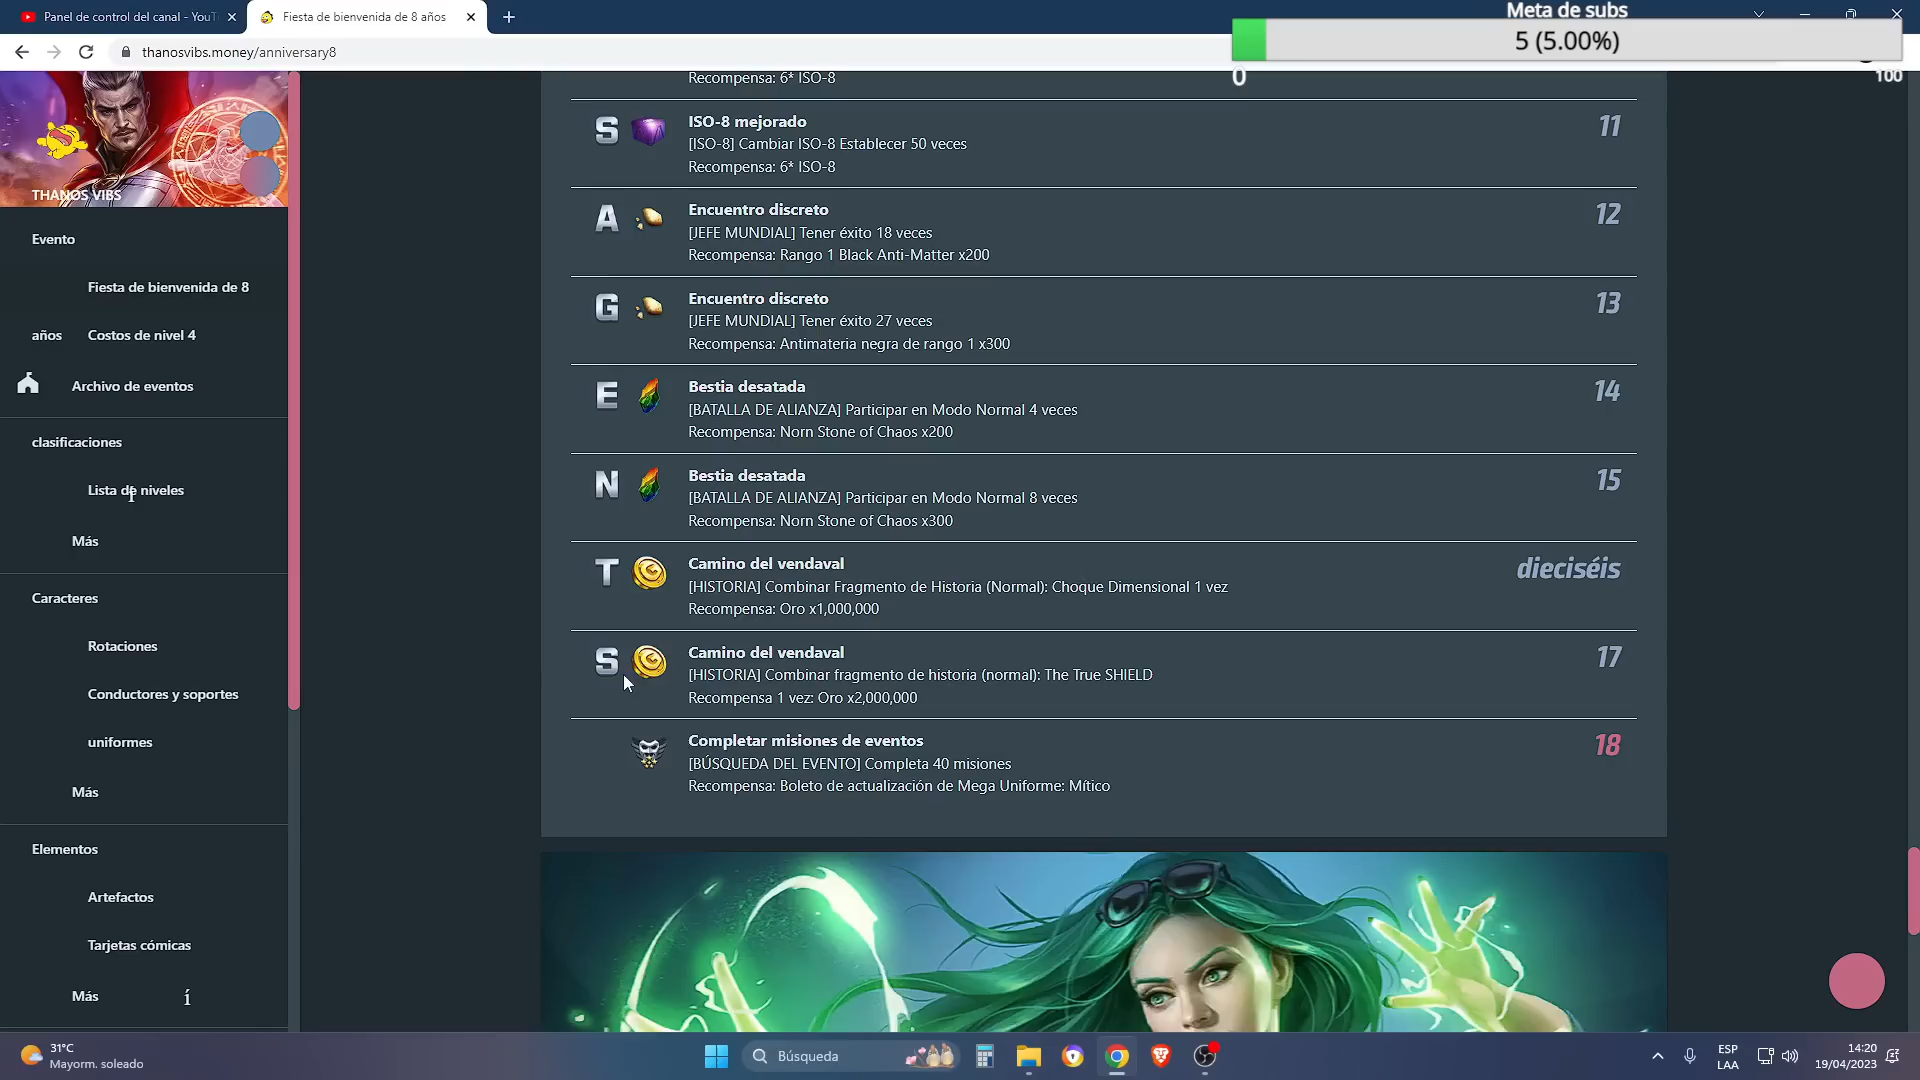 Panel de control del canal - YouT
Fiesta de bienvenida de 8 años
Meta de subs
5 (5.00%)
0
100
thanosvibs.money/anniversary8
THANOS VIBS
Evento
Fiesta de bienvenida de 8
años
Costos de nivel 4
Archivo de eventos
clasificaciones
Lista de niveles
Más
Caracteres
Rotaciones
Conductores y soportes
uniformes
Más
Elementos
Artefactos
Tarjetas cómicas
Más
í
Recompensa: 6* ISO-8
S
ISO-8 mejorado
11
[ISO-8] Cambiar ISO-8 Establecer 50 veces
Recompensa: 6* ISO-8
A
Encuentro discreto
12
[JEFE MUNDIAL] Tener éxito 18 veces
Recompensa: Rango 1 Black Anti-Matter x200
G
Encuentro discreto
13
[JEFE MUNDIAL] Tener éxito 27 veces
Recompensa: Antimateria negra de rango 1 x300
E
Bestia desatada
14
[BATALLA DE ALIANZA] Participar en Modo Normal 4 veces
Recompensa: Norn Stone of Chaos x200
N
Bestia desatada
15
[BATALLA DE ALIANZA] Participar en Modo Normal 8 veces
Recompensa: Norn Stone of Chaos x300
T
Camino del vendaval
dieciséis
[HISTORIA] Combinar Fragmento de Historia (Normal): Choque Dimensional 1 vez
Recompensa: Oro x1,000,000
S
Camino del vendaval
17
[HISTORIA] Combinar fragmento de historia (normal): The True SHIELD
Recompensa 1 vez: Oro x2,000,000
Completar misiones de eventos
18
[BÚSQUEDA DEL EVENTO] Completa 40 misiones
Recompensa: Boleto de actualización de Mega Uniforme: Mítico
31°C
Mayorm. soleado
Búsqueda
ESP
LAA
14:20
19/04/2023